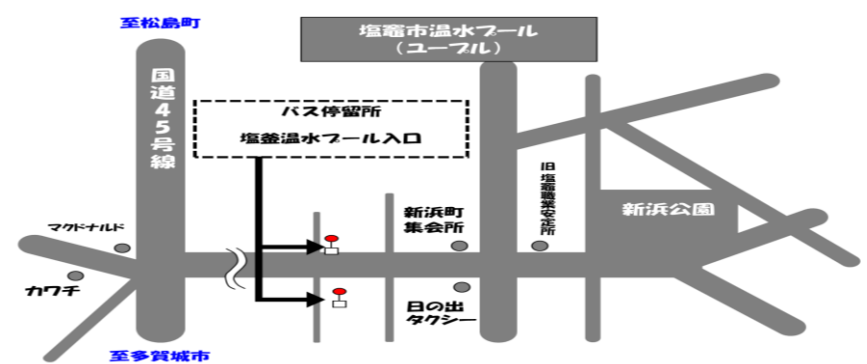 至松島町
塩竈市温水プール
(ユープル)
国道45号線
バス停留所
塩釜温水プール入口
旧塩竈職業安定所
新浜町
集会所
新浜公園
マクドナルド
カワチ
日の出
タクシー
至多賀城市